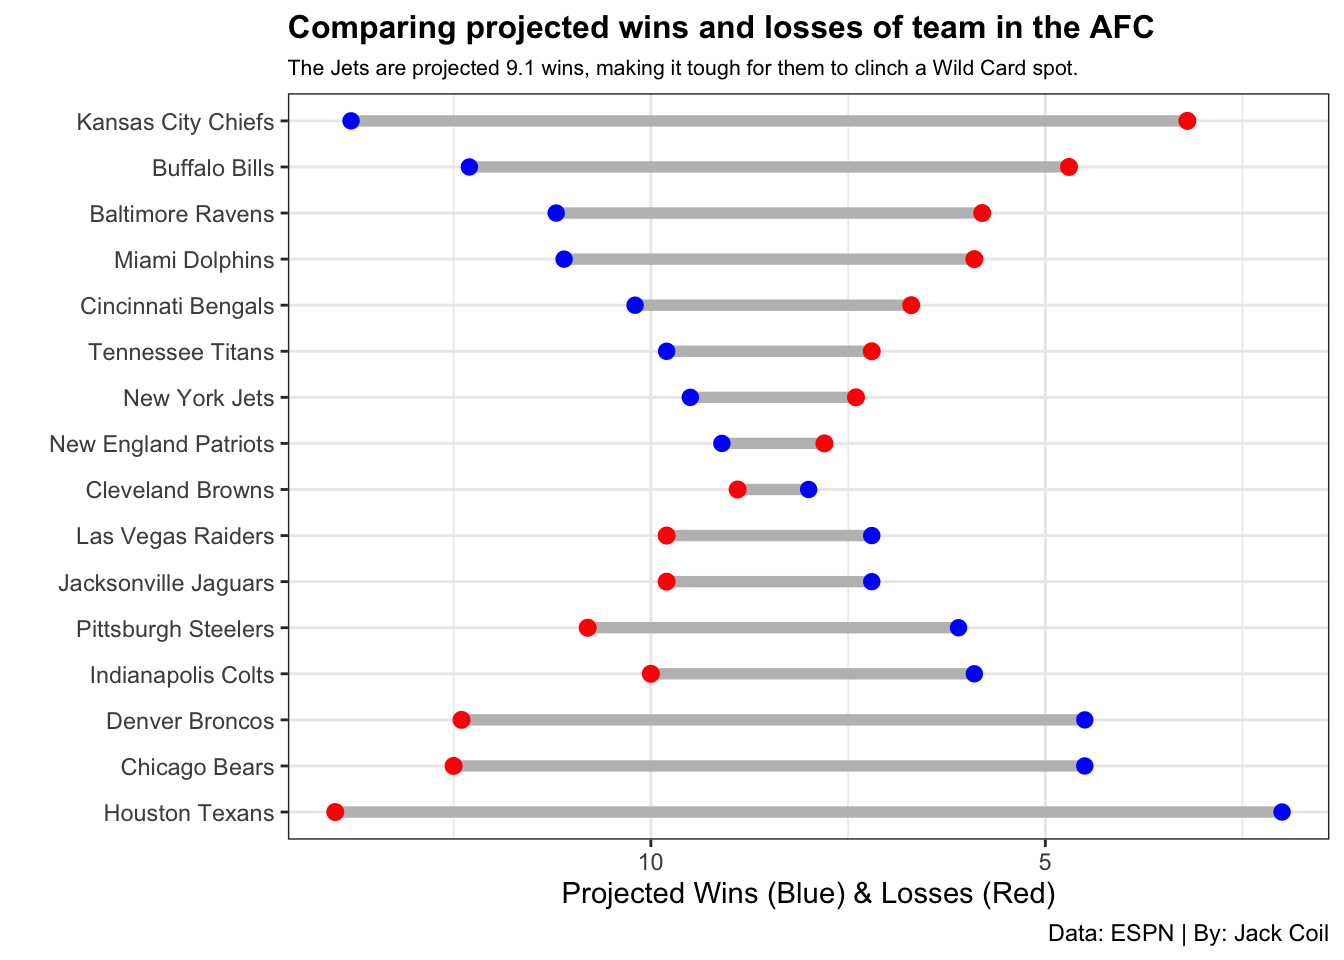 Comparing projected wins and losses of team in the AFC
The Jets are projected 9.1 wins, making it tough for them to clinch a Wild Card spot.
Kansas City Chiefs
Buffalo Bills
Baltimore Ravens
Miami Dolphins
Cincinnati Bengals
Tennessee Titans
New York Jets
New England Patriots
Cleveland Browns
Las Vegas Raiders
Jacksonville Jaguars
Pittsburgh Steelers
Indianapolis Colts
Denver Broncos
Chicago Bears
Houston Texans
10 5
Projected Wins (Blue) & Losses (Red)
Data: ESPN | By: Jack Coil